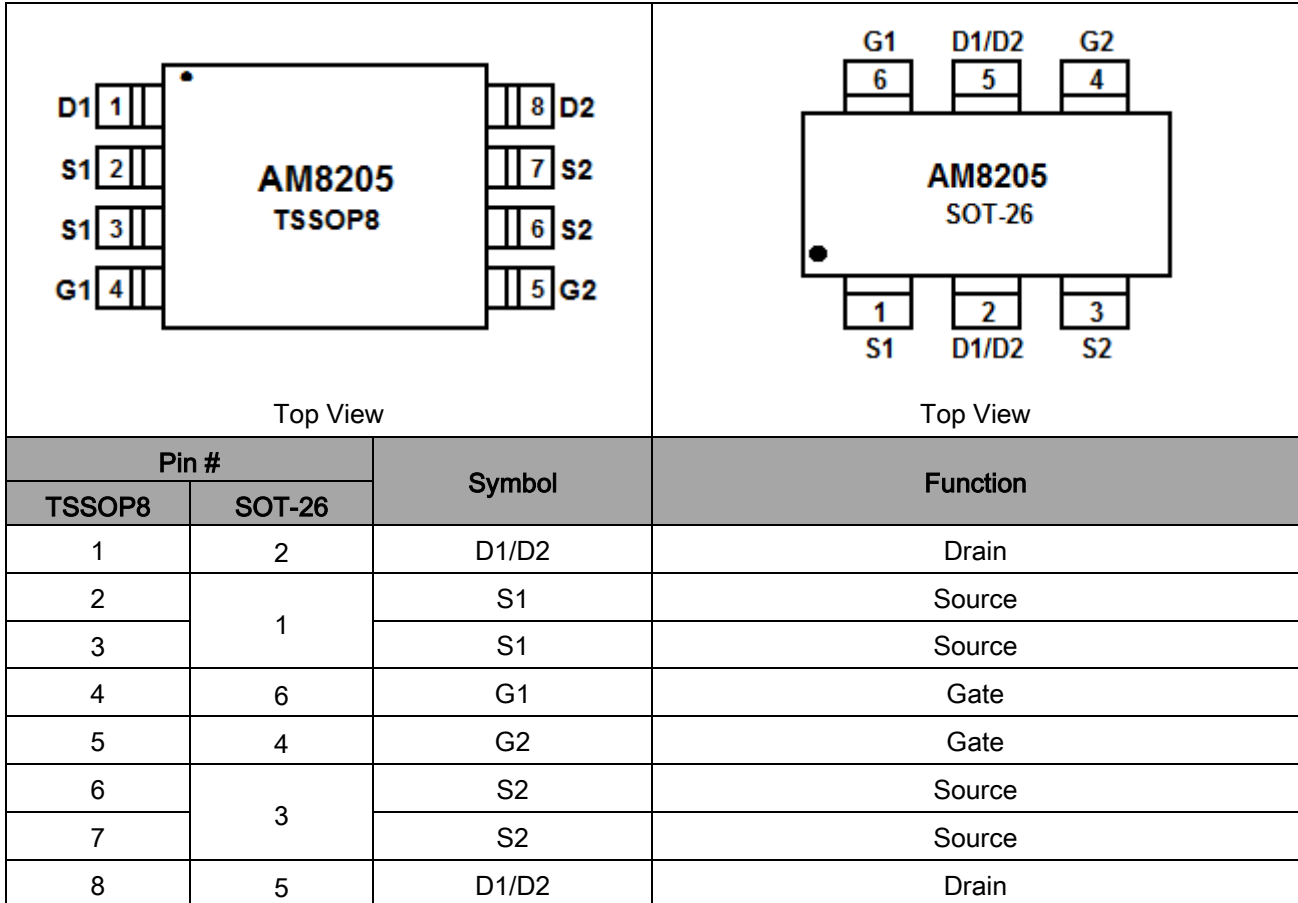 D1 1 8 D2
S1 2 7 S2
S1 3 6 S2
G1 4 5 G2
AM8205
TSSOP8
Top View
G1 D1/D2 G2
6 5 4
AM8205
SOT-26
1 2 3
S1 D1/D2 S2
Top View
Pin # Symbol Function
TSSOP8 SOT-26
1 2 D1/D2 Drain
2 1 S1 Source
3 S1 Source
4 6 G1 Gate
5 4 G2 Gate
6 3 S2 Source
7 S2 Source
8 5 D1/D2 Drain